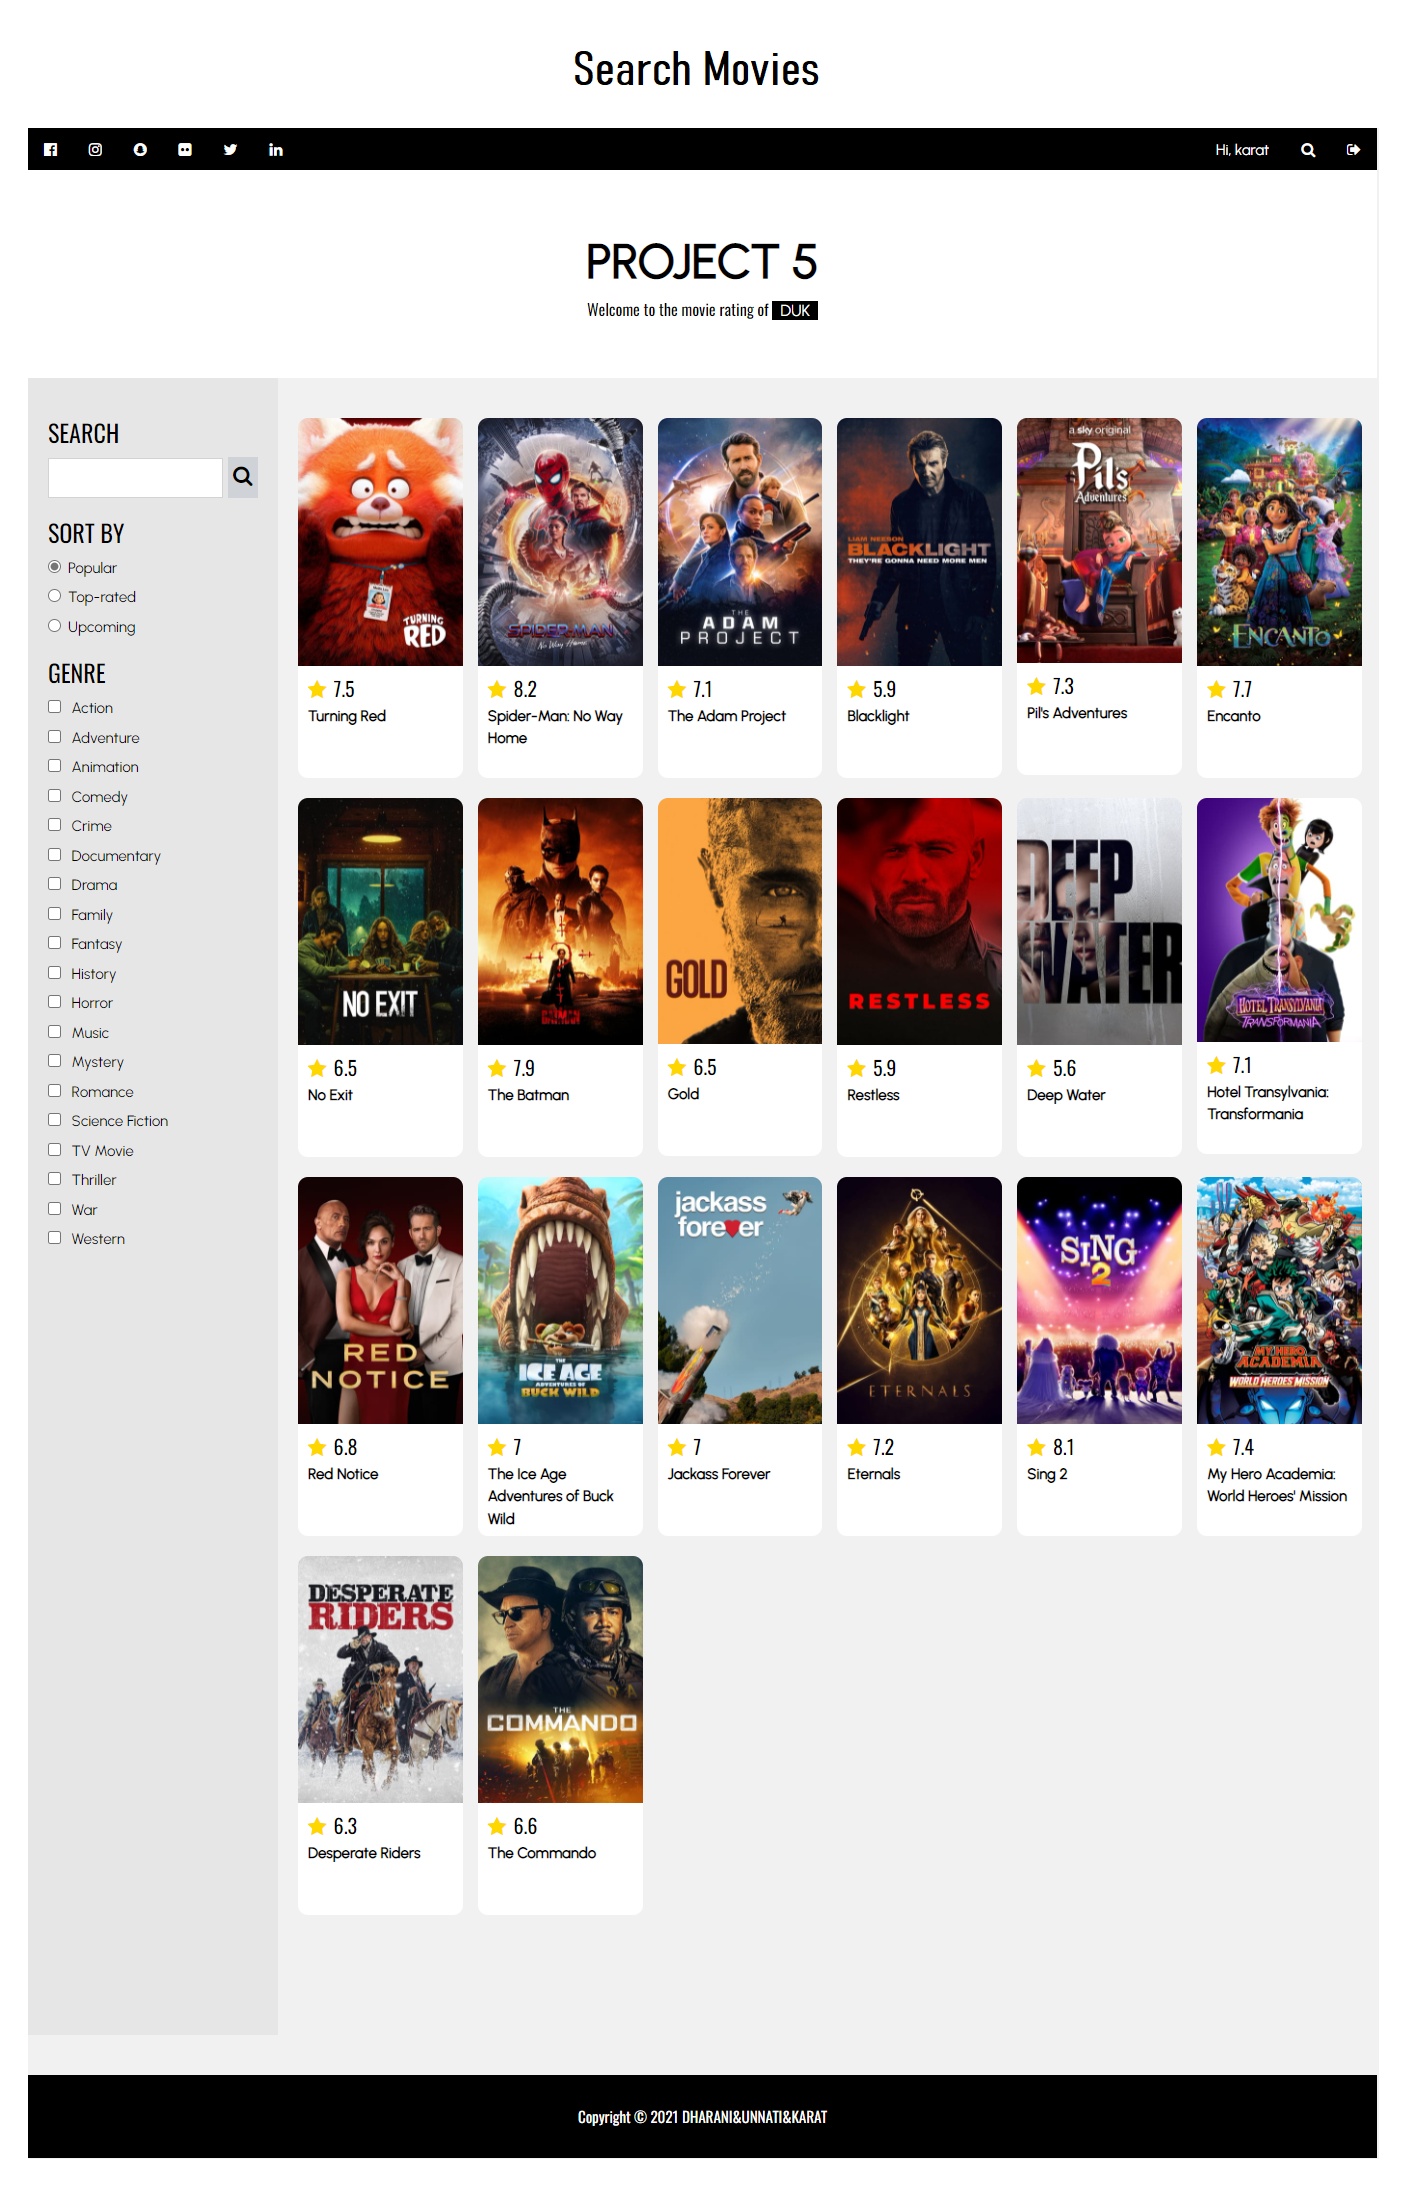 Search Movies
Hi, karat
PROJECT 5
Welcome to the movie rating of DUK
SEARCH
SORT BY
Popular
Top-rated
Upcoming
GENRE
Action
Adventure
Animation
Comedy
Crime
Documentary
Drama
Family
Fantasy
History
Horror
Music
Mystery
Romance
Science Fiction
TV Movie
Thriller
War
Western
TURNING
RED
7.5
Turning Red
SPIDER-MAN
No Way Home
8.2
Spider-Man: No Way
Home
THE
ADAM
PROJECT
7.1
The Adam Project
LIAM NEESON
BLACKLIGHT
THEY'RE GONNA NEED MORE MEN
5.9
Blacklight
a sky original
Pils
Adventures
7.3
Pil's Adventures
ENCANTO
7.7
Encanto
NO EXIT
6.5
No Exit
THE
BATMAN
7.9
The Batman
GOLD
6.5
Gold
RESTLESS
5.9
Restless
DEEP
WATER
5.6
Deep Water
HOTEL TRANSYLVANIA
TRANSFORMANIA
7.1
Hotel Transylvania:
Transformania
RED
NOTICE
6.8
Red Notice
THE
ICE AGE
ADVENTURES OF
BUCK WILD
7
The Ice Age
Adventures of Buck
Wild
jackass
forever
7
Jackass Forever
ETERNALS
7.2
Eternals
SING
2
8.1
Sing 2
MY HERO
ACADEMIA
WORLD HEROES MISSION
7.4
My Hero Academia:
World Heroes' Mission
DESPERATE
RIDERS
6.3
Desperate Riders
THE
COMMANDO
6.6
The Commando
Copyright © 2021 DHARANI&UNNATI&KARAT